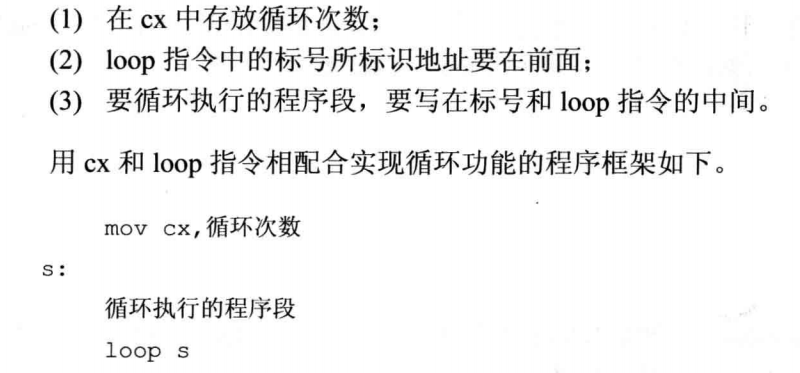 (1) 在 cx 中存放循环次数；
(2) loop 指令中的标号所标识地址要在前面；
(3) 要循环执行的程序段，要写在标号和 loop 指令的中间。
用 cx 和 loop 指令相配合实现循环功能的程序框架如下。
mov cx,循环次数
s:
循环执行的程序段
loop s